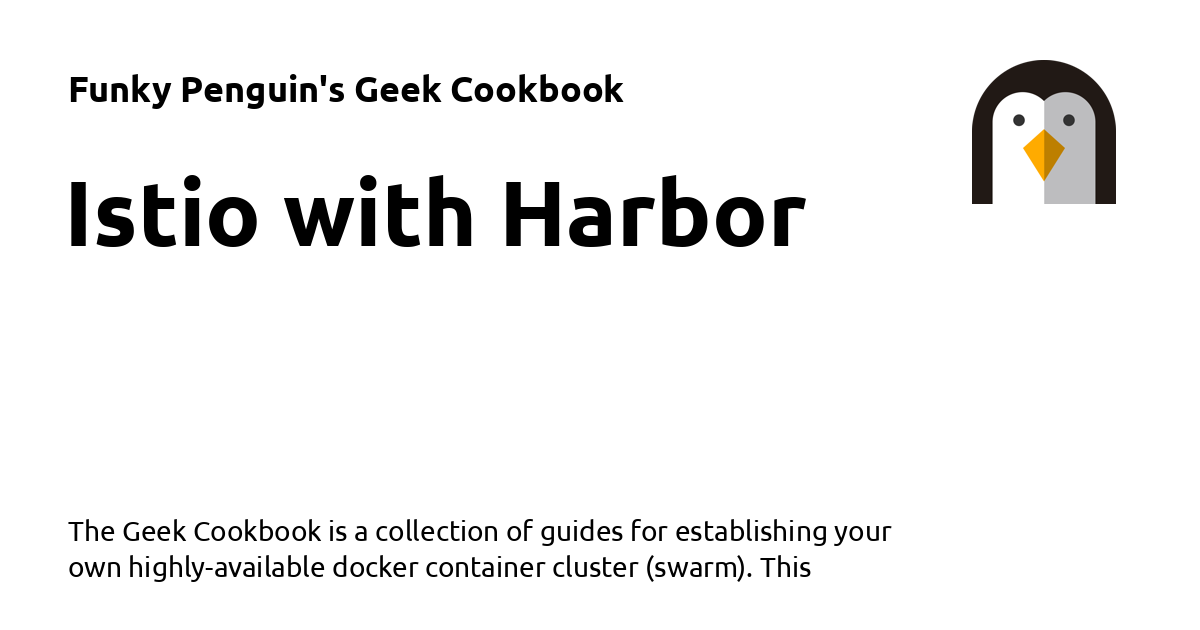 Funky Penguin's Geek Cookbook
Istio with Harbor
The Geek Cookbook is a collection of guides for establishing your
own highly-available docker container cluster (swarm). This